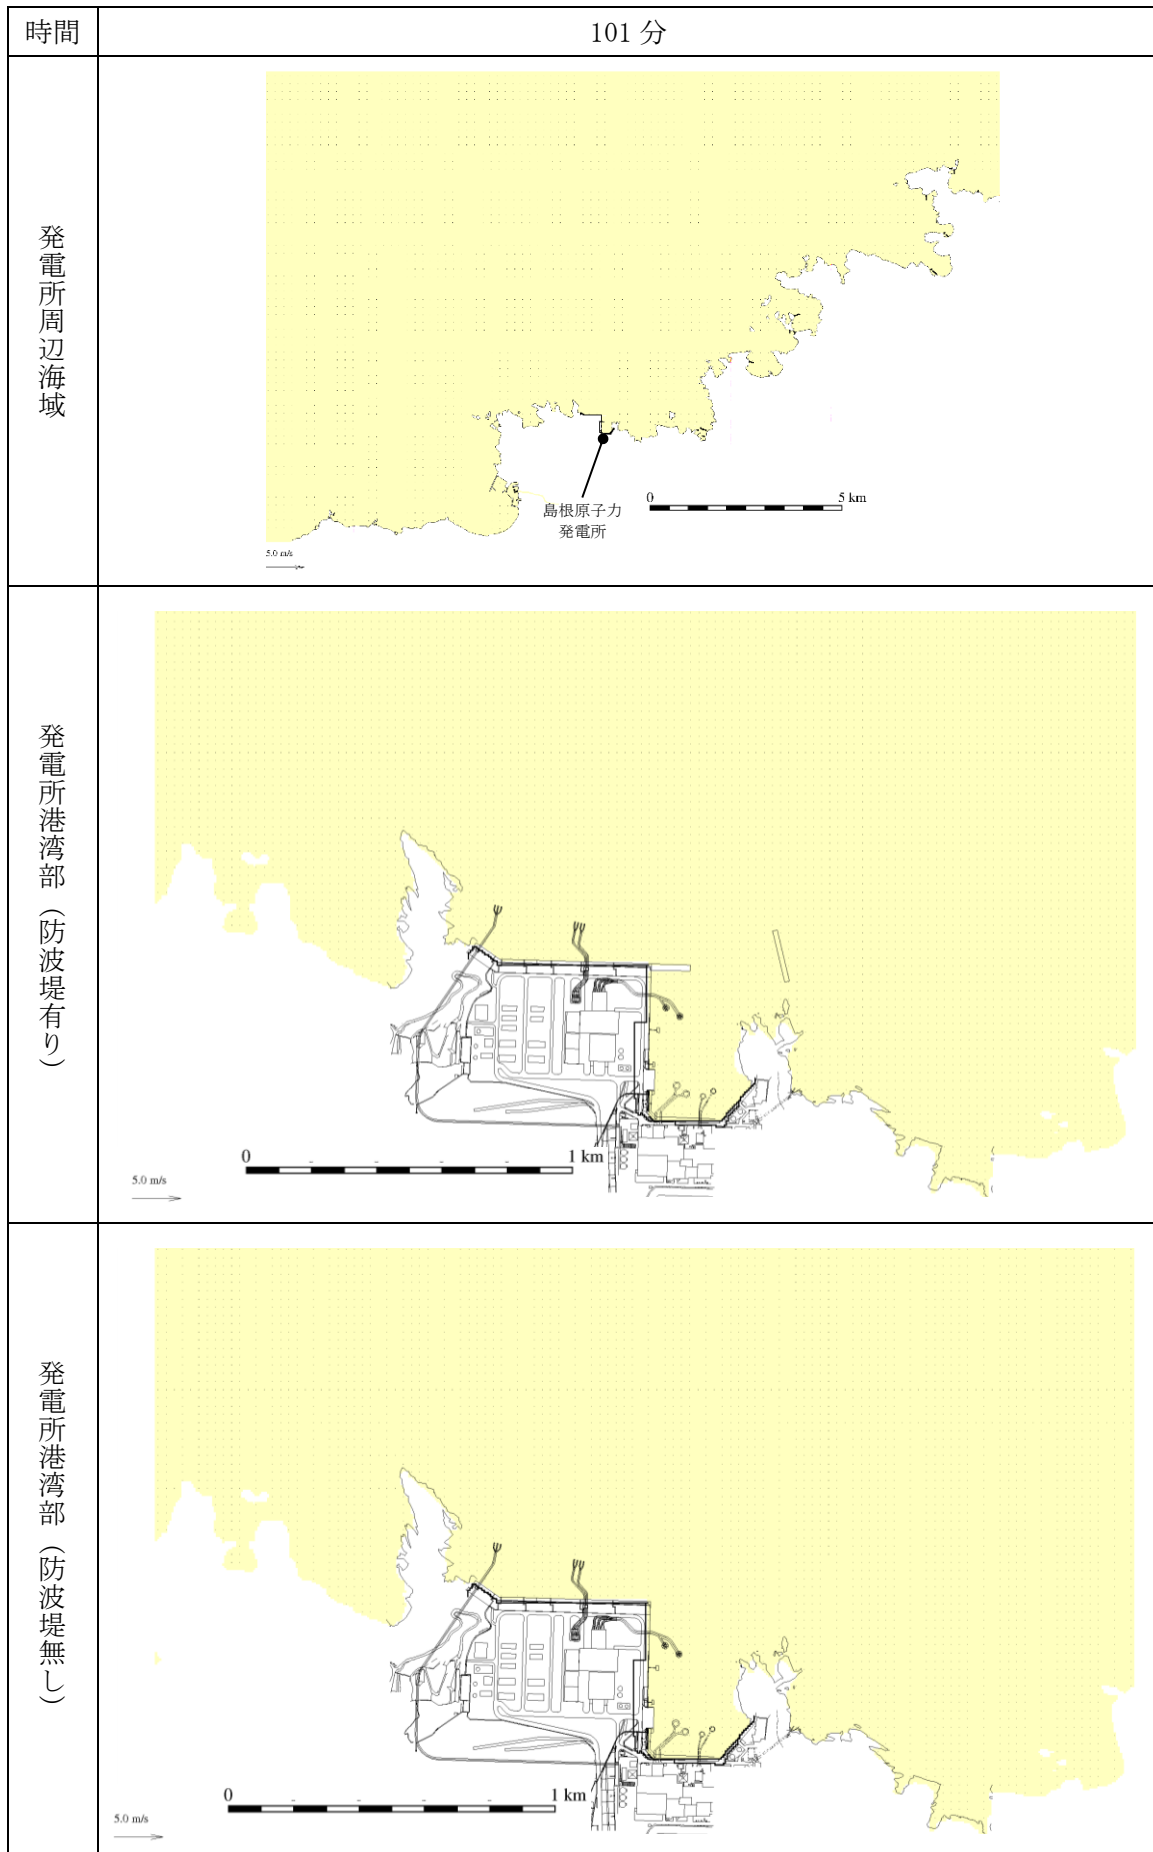 時間
101 分
発電所周辺海域
島根原子力
発電所
0
5 km
5.0 m/s
発電所港湾部（防波堤有り）
0
1 km
5.0 m/s
発電所港湾部（防波堤無し）
0
1 km
5.0 m/s